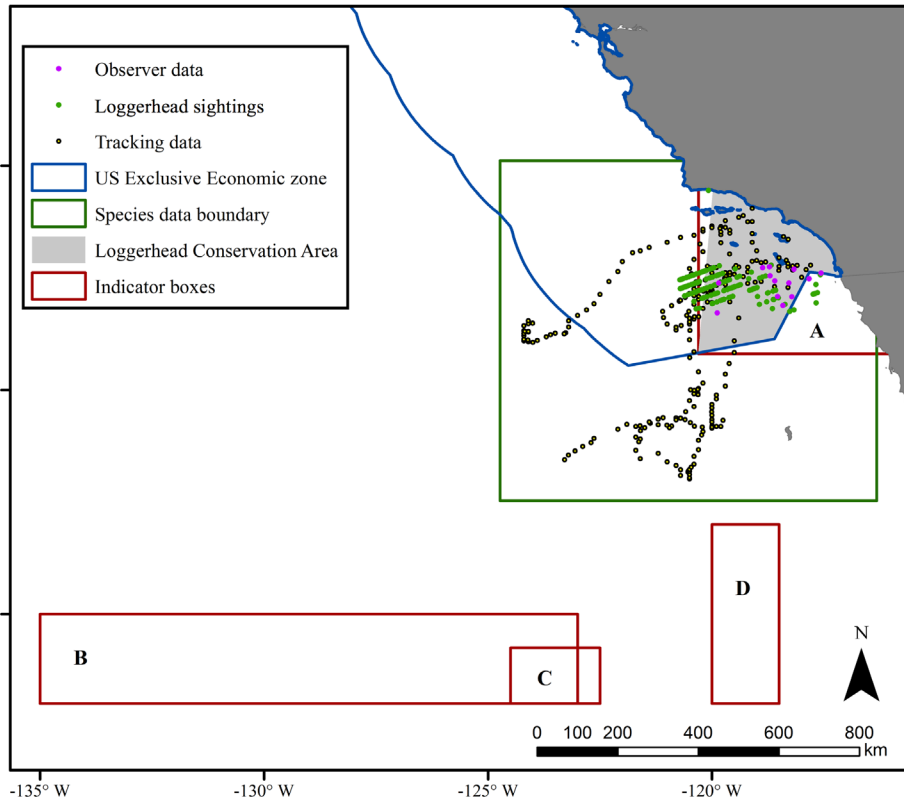 Observer data
Loggerhead sightings
Tracking data
US Exclusive Economic zone
Species data boundary
Loggerhead Conservation Area
Indicator boxes
A
D
B
C
N
0 100 200 400 600 800
km
-135° W -130° W -125° W -120° W